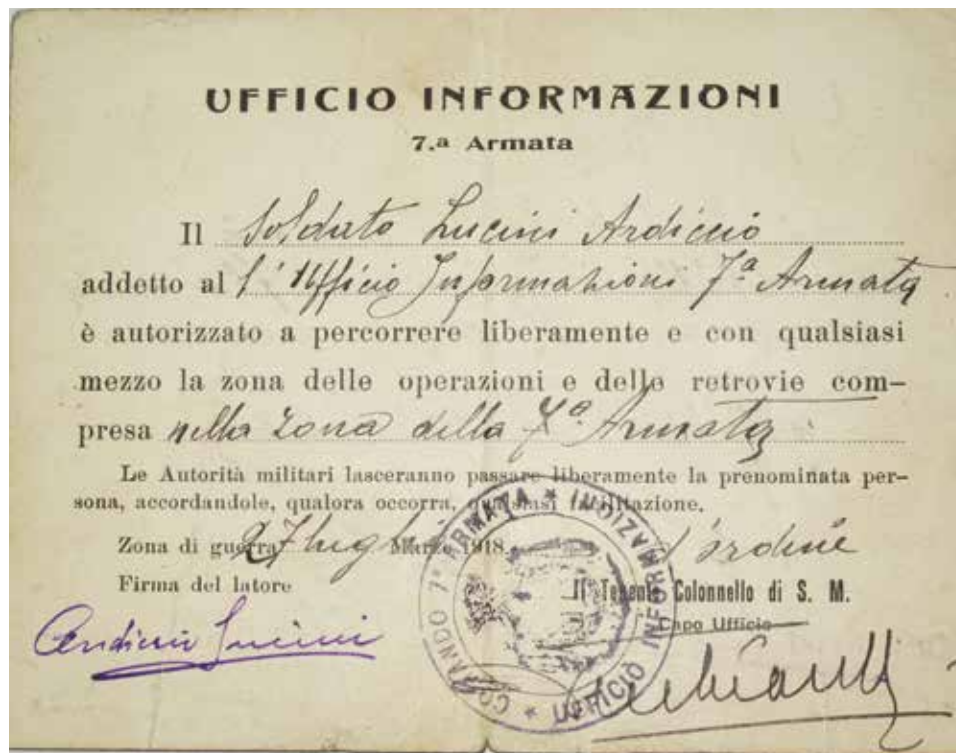 UFFICIO INFORMAZIONI
7.a Armata
Il Soldato Lucini Ardiccio
addetto al l'Ufficio Informazioni 7ª Armata
è autorizzato a percorrere liberamente e con qualsiasi
mezzo la zona delle operazioni e delle retrovie com-
presa nella zona della 7ª Armata
Le Autorità militari lasceranno passare liberamente la prenominata per-
sona, accordandole, qualora occorra, qualsiasi facilitazione.
Zona di guerra 27 luglio Marzo 1918. d'ordine
Firma del latore Il Tenente Colonnello di S. M.
Capo Ufficio
Lucini
COMANDO 7ª ARMATA * UFFICIO INFORMAZIONI *